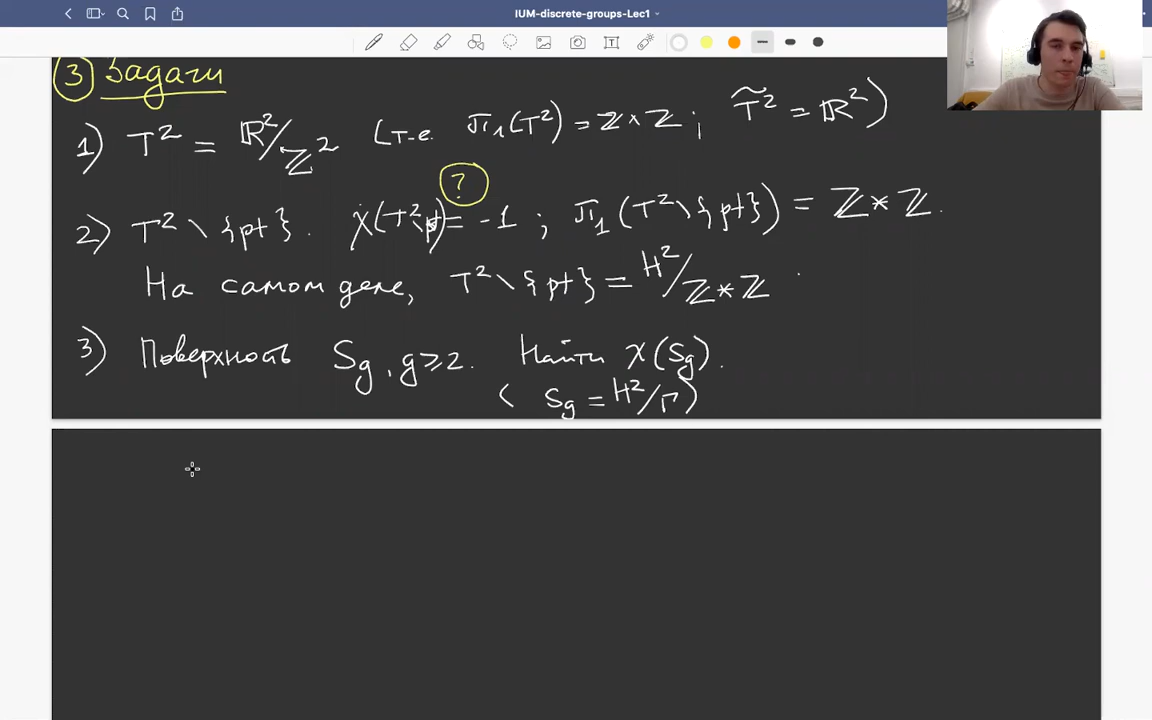 IUM-discrete-groups-Lec1
③ Задачи
1) T² = ℝ²/ℤ² (т.е. π₁(T²) = ℤ × ℤ ; T̃² = ℝ²)
?
2) T² \ {pt}. χ(T²\pt) = -1 ; π₁(T² \ {pt}) = ℤ * ℤ.
На самом деле, T² \ {pt} = H²/ℤ * ℤ.
3) Поверхность S_g, g ≥ 2. Найти χ(S_g).
( S_g = H²/Γ)